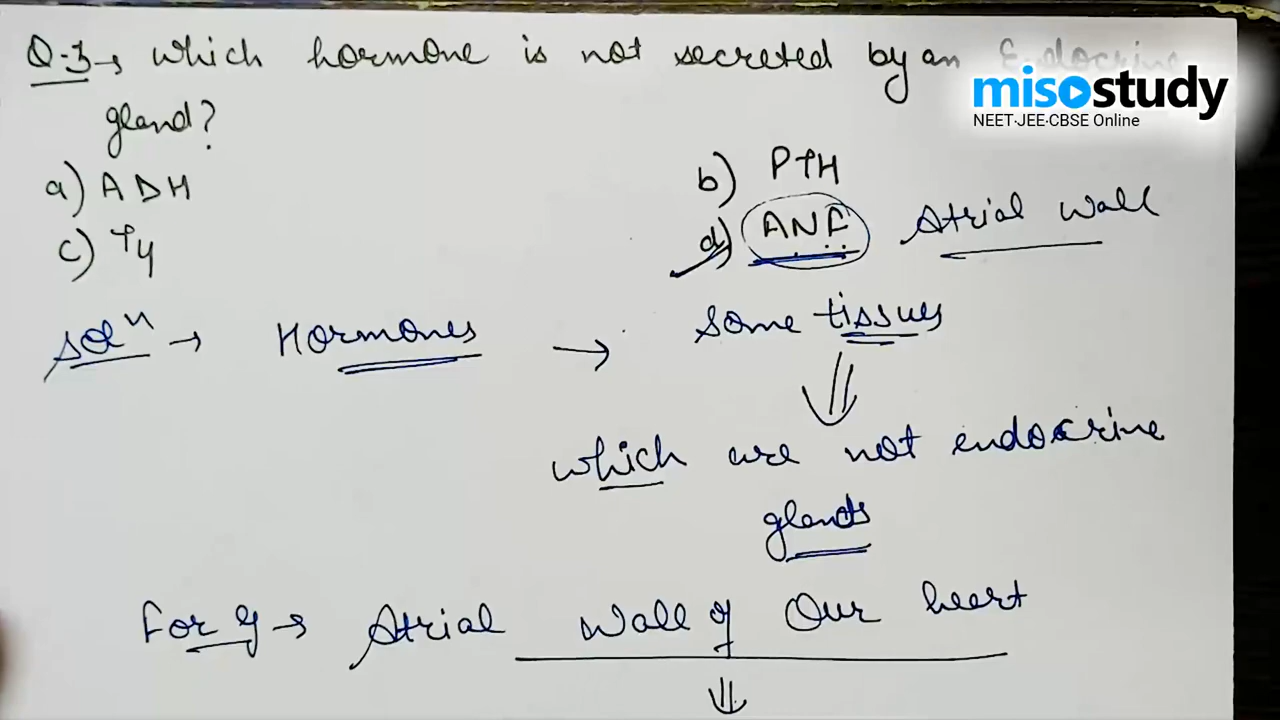 Q.3→ Which hormone is not secreted by an Endocrine
gland?
a) ADH
b) PTH
c) T4
d) ANF Atrial Wall
solⁿ → Hormones → Some tissues
which are not endocrine
glands
For eg → Atrial Wall of Our heart
misostudy
NEET·JEE·CBSE Online